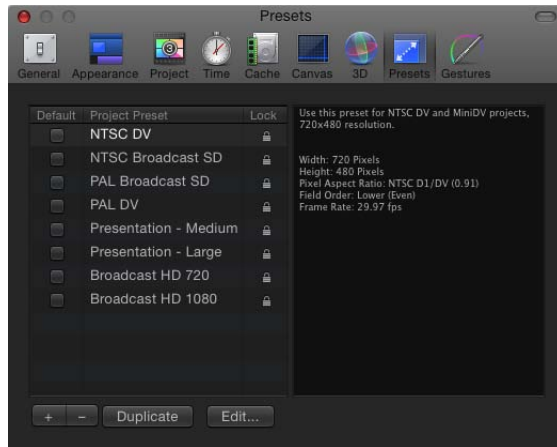 Presets
General Appearance Project Time Cache Canvas 3D Presets Gestures
Default Project Preset Lock
NTSC DV
NTSC Broadcast SD
PAL Broadcast SD
PAL DV
Presentation - Medium
Presentation - Large
Broadcast HD 720
Broadcast HD 1080
Use this preset for NTSC DV and MiniDV projects,
720x480 resolution.
Width: 720 Pixels
Height: 480 Pixels
Pixel Aspect Ratio: NTSC D1/DV (0.91)
Field Order: Lower (Even)
Frame Rate: 29.97 fps
+ – Duplicate Edit...